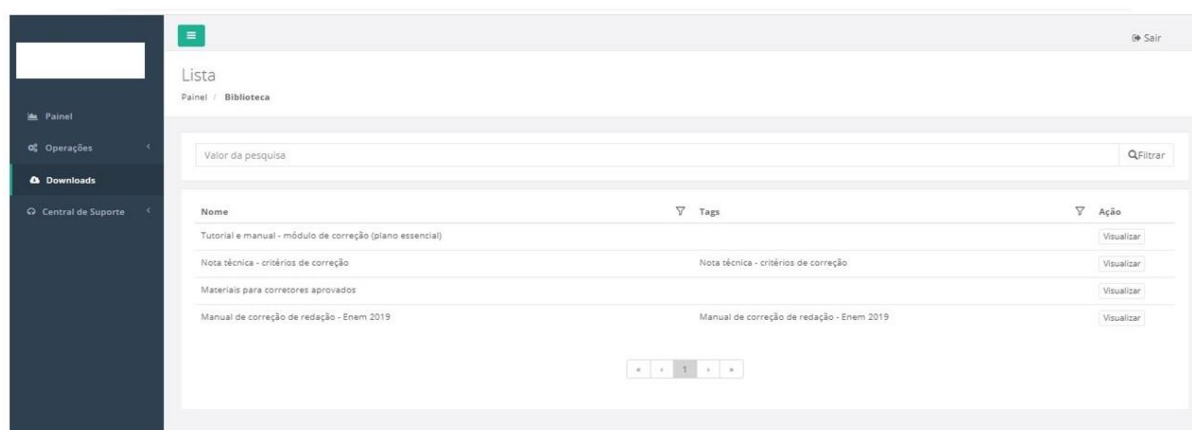 Sair
Lista
Painel / Biblioteca
Painel
Operações
Downloads
Central de Suporte
Valor da pesquisa
Filtrar
Nome Tags Ação
Tutorial e manual - módulo de correção (plano essencial) Visualizar
Nota técnica - critérios de correção Nota técnica - critérios de correção Visualizar
Materiais para corretores aprovados Visualizar
Manual de correção de redação - Enem 2019 Manual de correção de redação - Enem 2019 Visualizar
« ‹ 1 › »